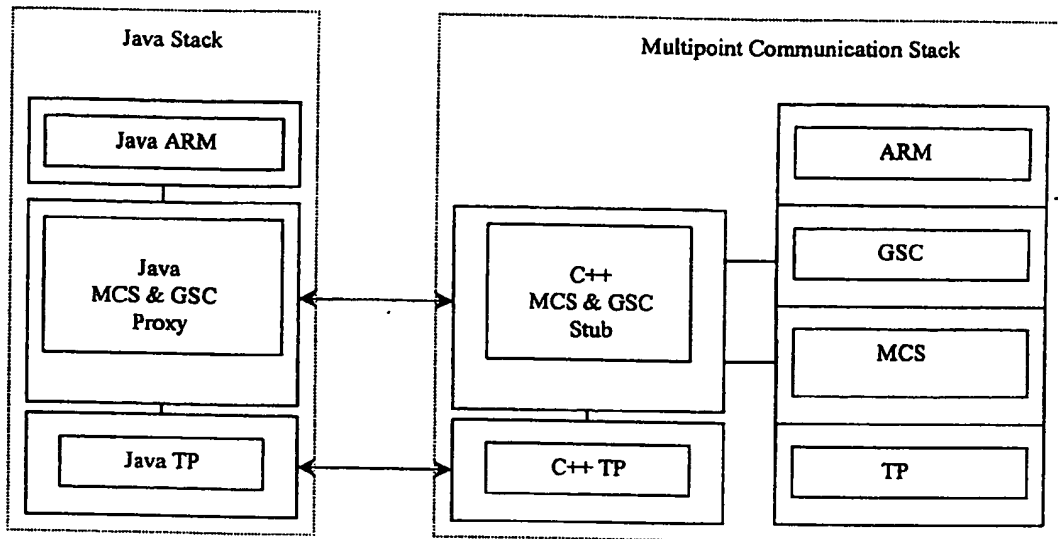 Java Stack
Java ARM
Java
MCS & GSC
Proxy
Java TP
Multipoint Communication Stack
C++
MCS & GSC
Stub
C++ TP
ARM
GSC
MCS
TP